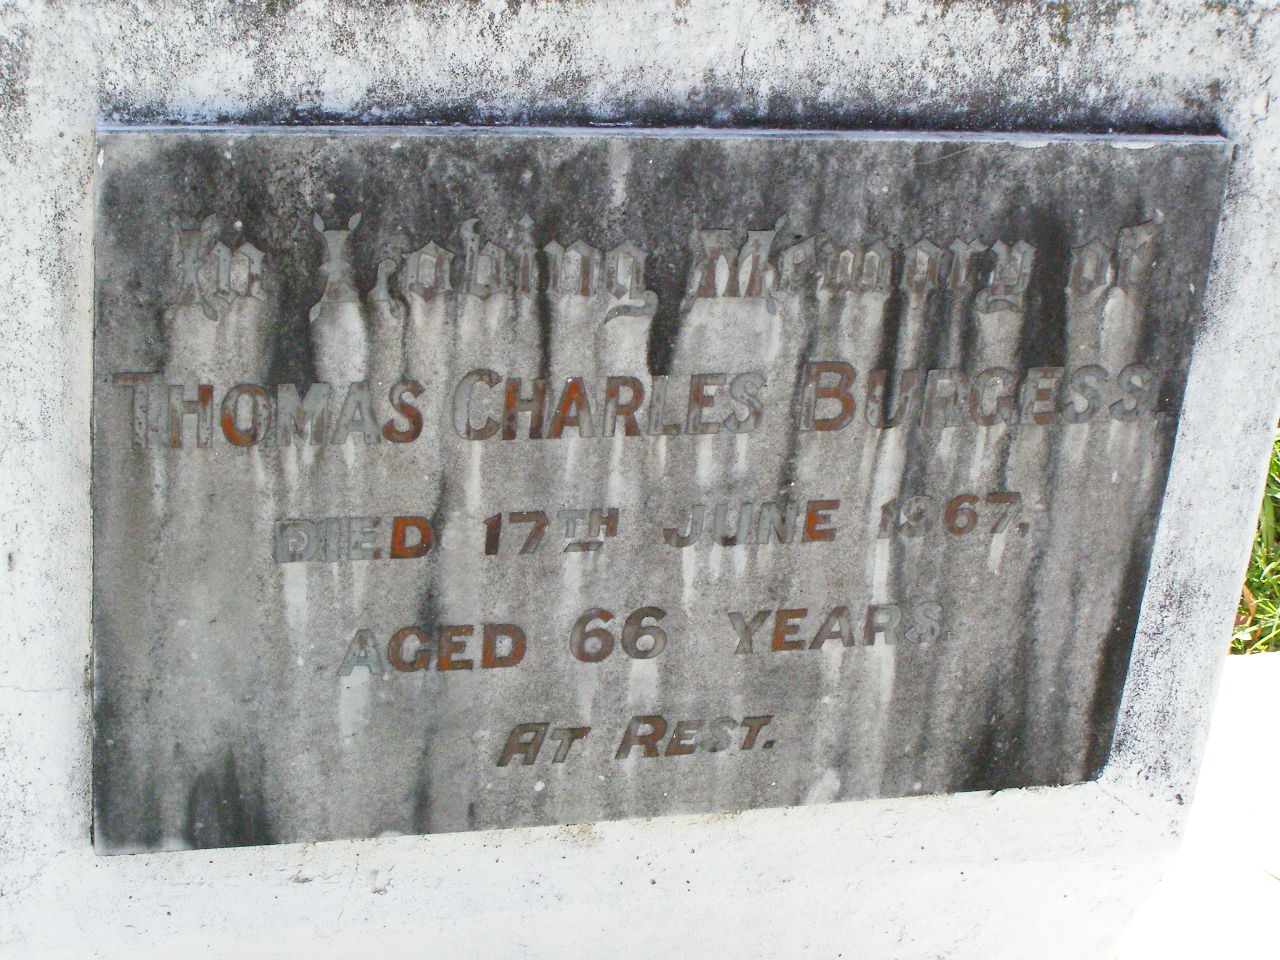 In Loving Memory of
THOMAS CHARLES BURGESS
DIED 17TH JUNE 1967.
AGED 66 YEARS
AT REST.